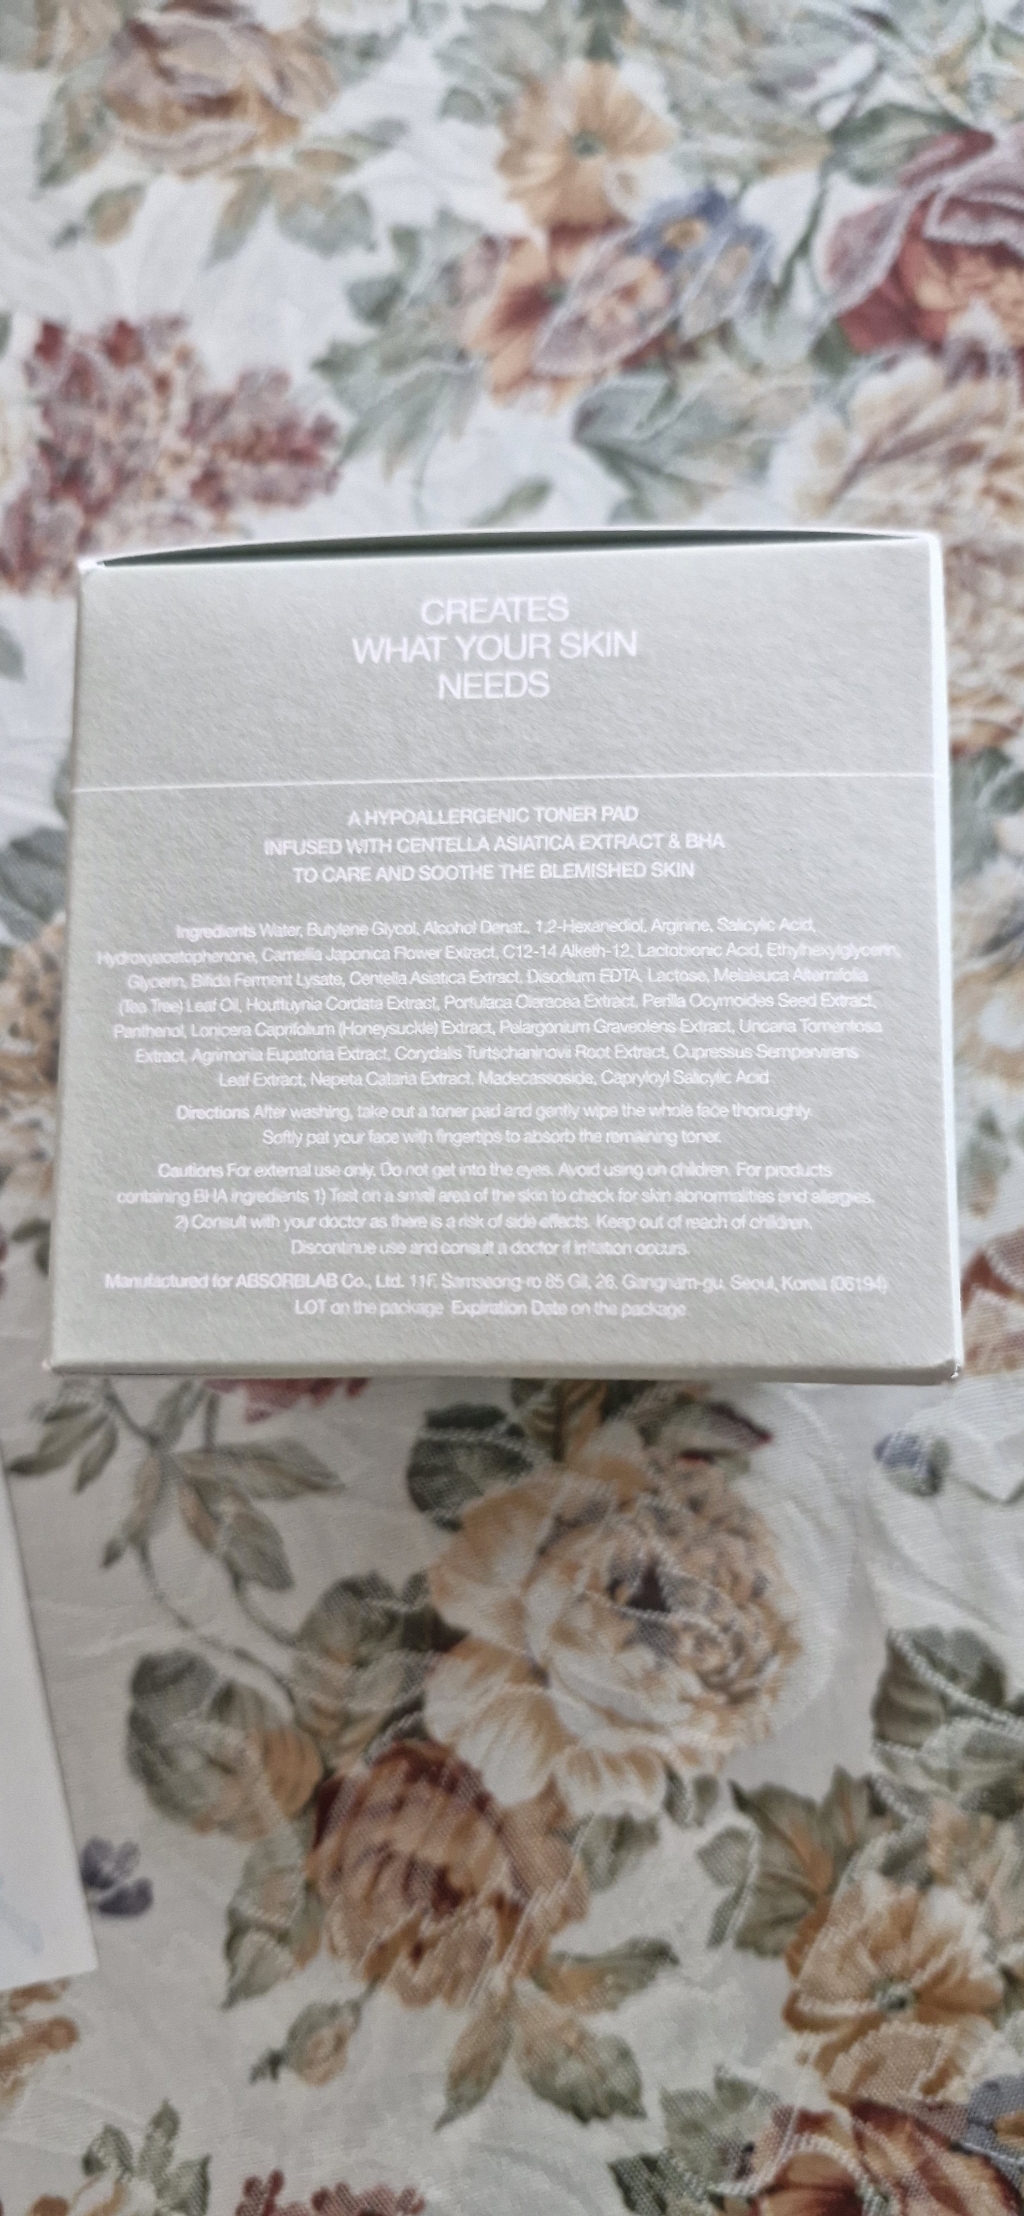 CREATES
WHAT YOUR SKIN
NEEDS
A HYPOALLERGENIC TONER PAD
INFUSED WITH CENTELLA ASIATICA EXTRACT & BHA
TO CARE AND SOOTHE THE BLEMISHED SKIN
Ingredients Water, Butylene Glycol, Alcohol Denat., 1,2-Hexanediol, Arginine, Salicylic Acid,
Hydroxyacetophenone, Camellia Japonica Flower Extract, C12-14 Alketh-12, Lactobionic Acid, Ethylhexylglycerin,
Glycerin, Bifida Ferment Lysate, Centella Asiatica Extract, Disodium EDTA, Lactose, Melaleuca Alternifolia
(Tea Tree) Leaf Oil, Houttuynia Cordata Extract, Portulaca Oleracea Extract, Perilla Ocymoides Seed Extract,
Panthenol, Lonicera Caprifolium (Honeysuckle) Extract, Pelargonium Graveolens Extract, Uncaria Tomentosa
Extract, Agrimonia Eupatoria Extract, Corydalis Turtschaninovii Root Extract, Cupressus Sempervirens
Leaf Extract, Nepeta Cataria Extract, Madecassoside, Capryloyl Salicylic Acid
Directions After washing, take out a toner pad and gently wipe the whole face thoroughly.
Softly pat your face with fingertips to absorb the remaining toner.
Cautions For external use only. Do not get into the eyes. Avoid using on children. For products
containing BHA ingredients 1) Test on a small area of the skin to check for skin abnormalities and allergies.
2) Consult with your doctor as there is a risk of side effects. Keep out of reach of children.
Discontinue use and consult a doctor if irritation occurs.
Manufactured for ABSORBLAB Co., Ltd. 11F, Samseong-ro 85 Gil, 26, Gangnam-gu, Seoul, Korea (06194)
LOT on the package Expiration Date on the package